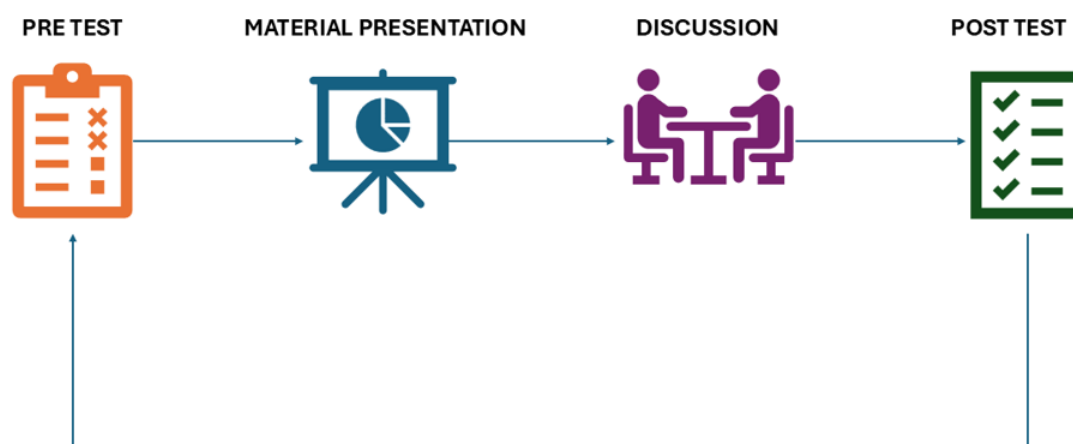 PRE TEST
MATERIAL PRESENTATION
DISCUSSION
POST TEST